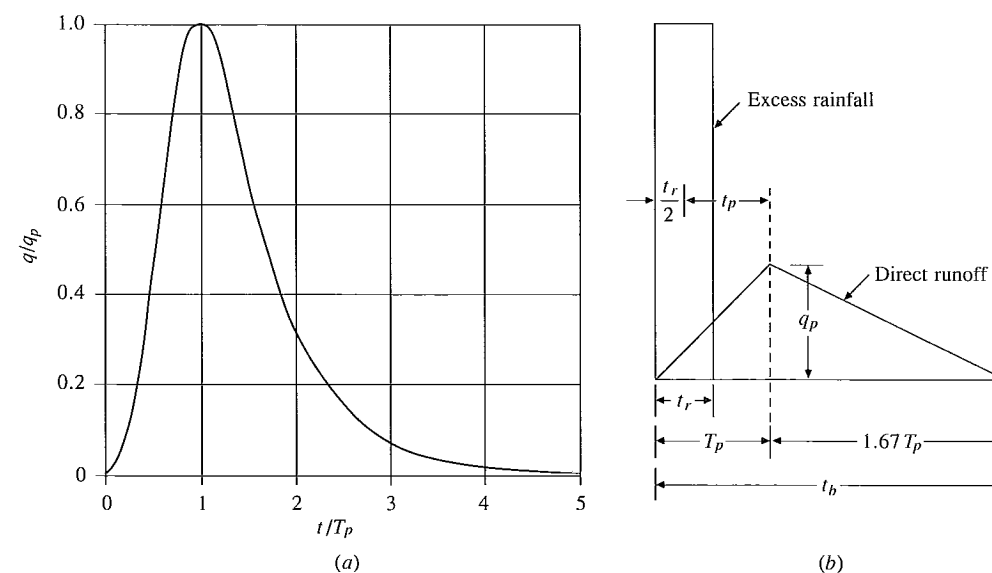 1.0
0.8
0.6
0.4
0.2
0
q/q_p
0 1 2 3 4 5
t/T_p
(a)
Excess rainfall
t_r/2 t_p
Direct runoff
q_p
t_r
T_p 1.67 T_p
t_b
(b)